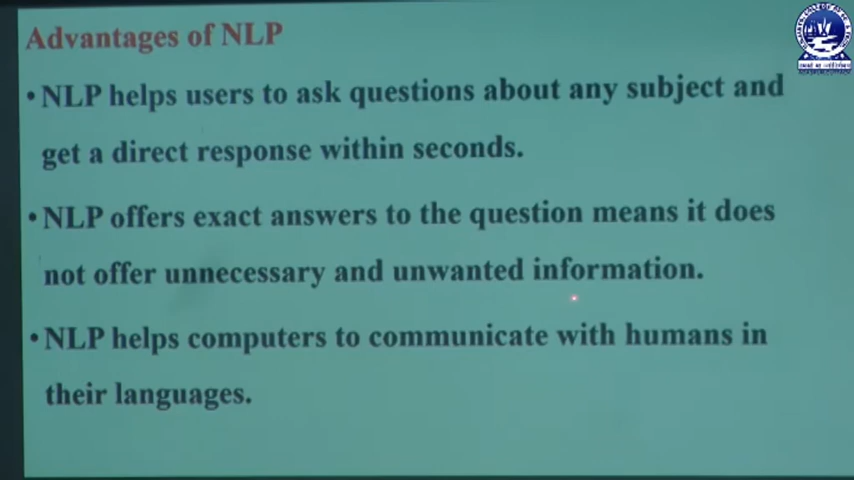 Advantages of NLP
•NLP helps users to ask questions about any subject and
get a direct response within seconds.
•NLP offers exact answers to the question means it does
not offer unnecessary and unwanted information.
•NLP helps computers to communicate with humans in
their languages.